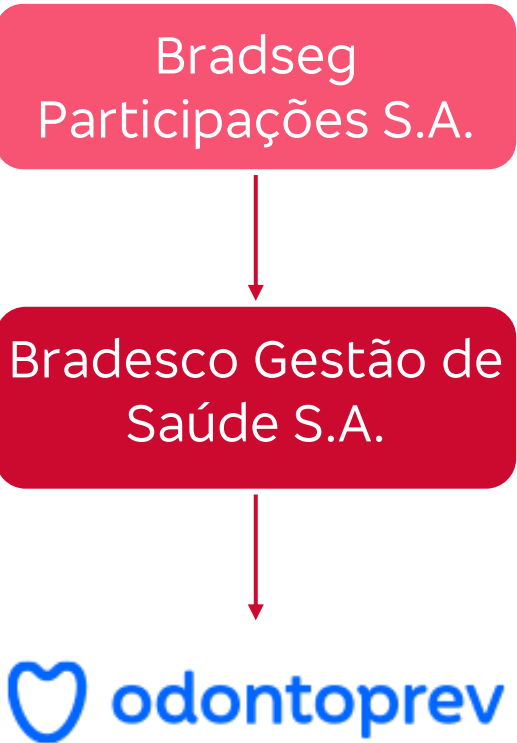 Bradseg
Participações S.A.
Bradesco Gestão de
Saúde S.A.
odontoprev